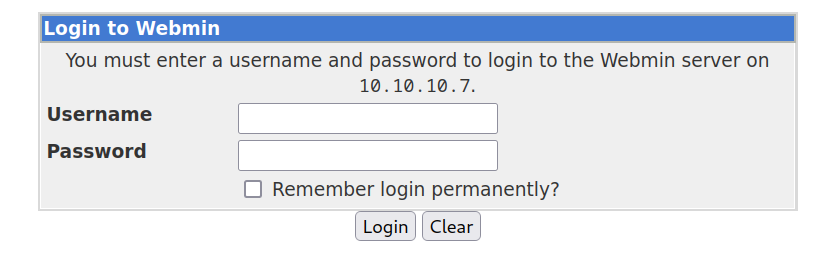 Login to Webmin
You must enter a username and password to login to the Webmin server on
10.10.10.7.
Username
Password
Remember login permanently?
Login Clear